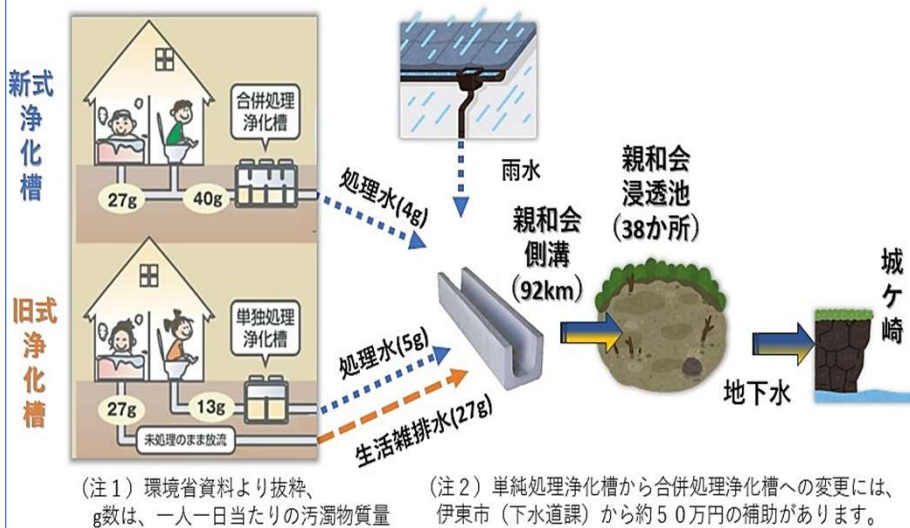 新式
浄化槽
合併処理
浄化槽
27g
40g
処理水(4g)
雨水
旧式
浄化槽
単独処理
浄化槽
27g
13g
未処理のまま放流
処理水(5g)
生活雑排水(27g)
親和会
側溝
(92km)
親和会
浸透池
(38か所)
地下水
城ケ崎
(注1) 環境省資料より抜粋、
g数は、一人一日当たりの汚濁物質量
(注2) 単純処理浄化槽から合併処理浄化槽への変更には、
伊東市(下水道課)から約50万円の補助があります。